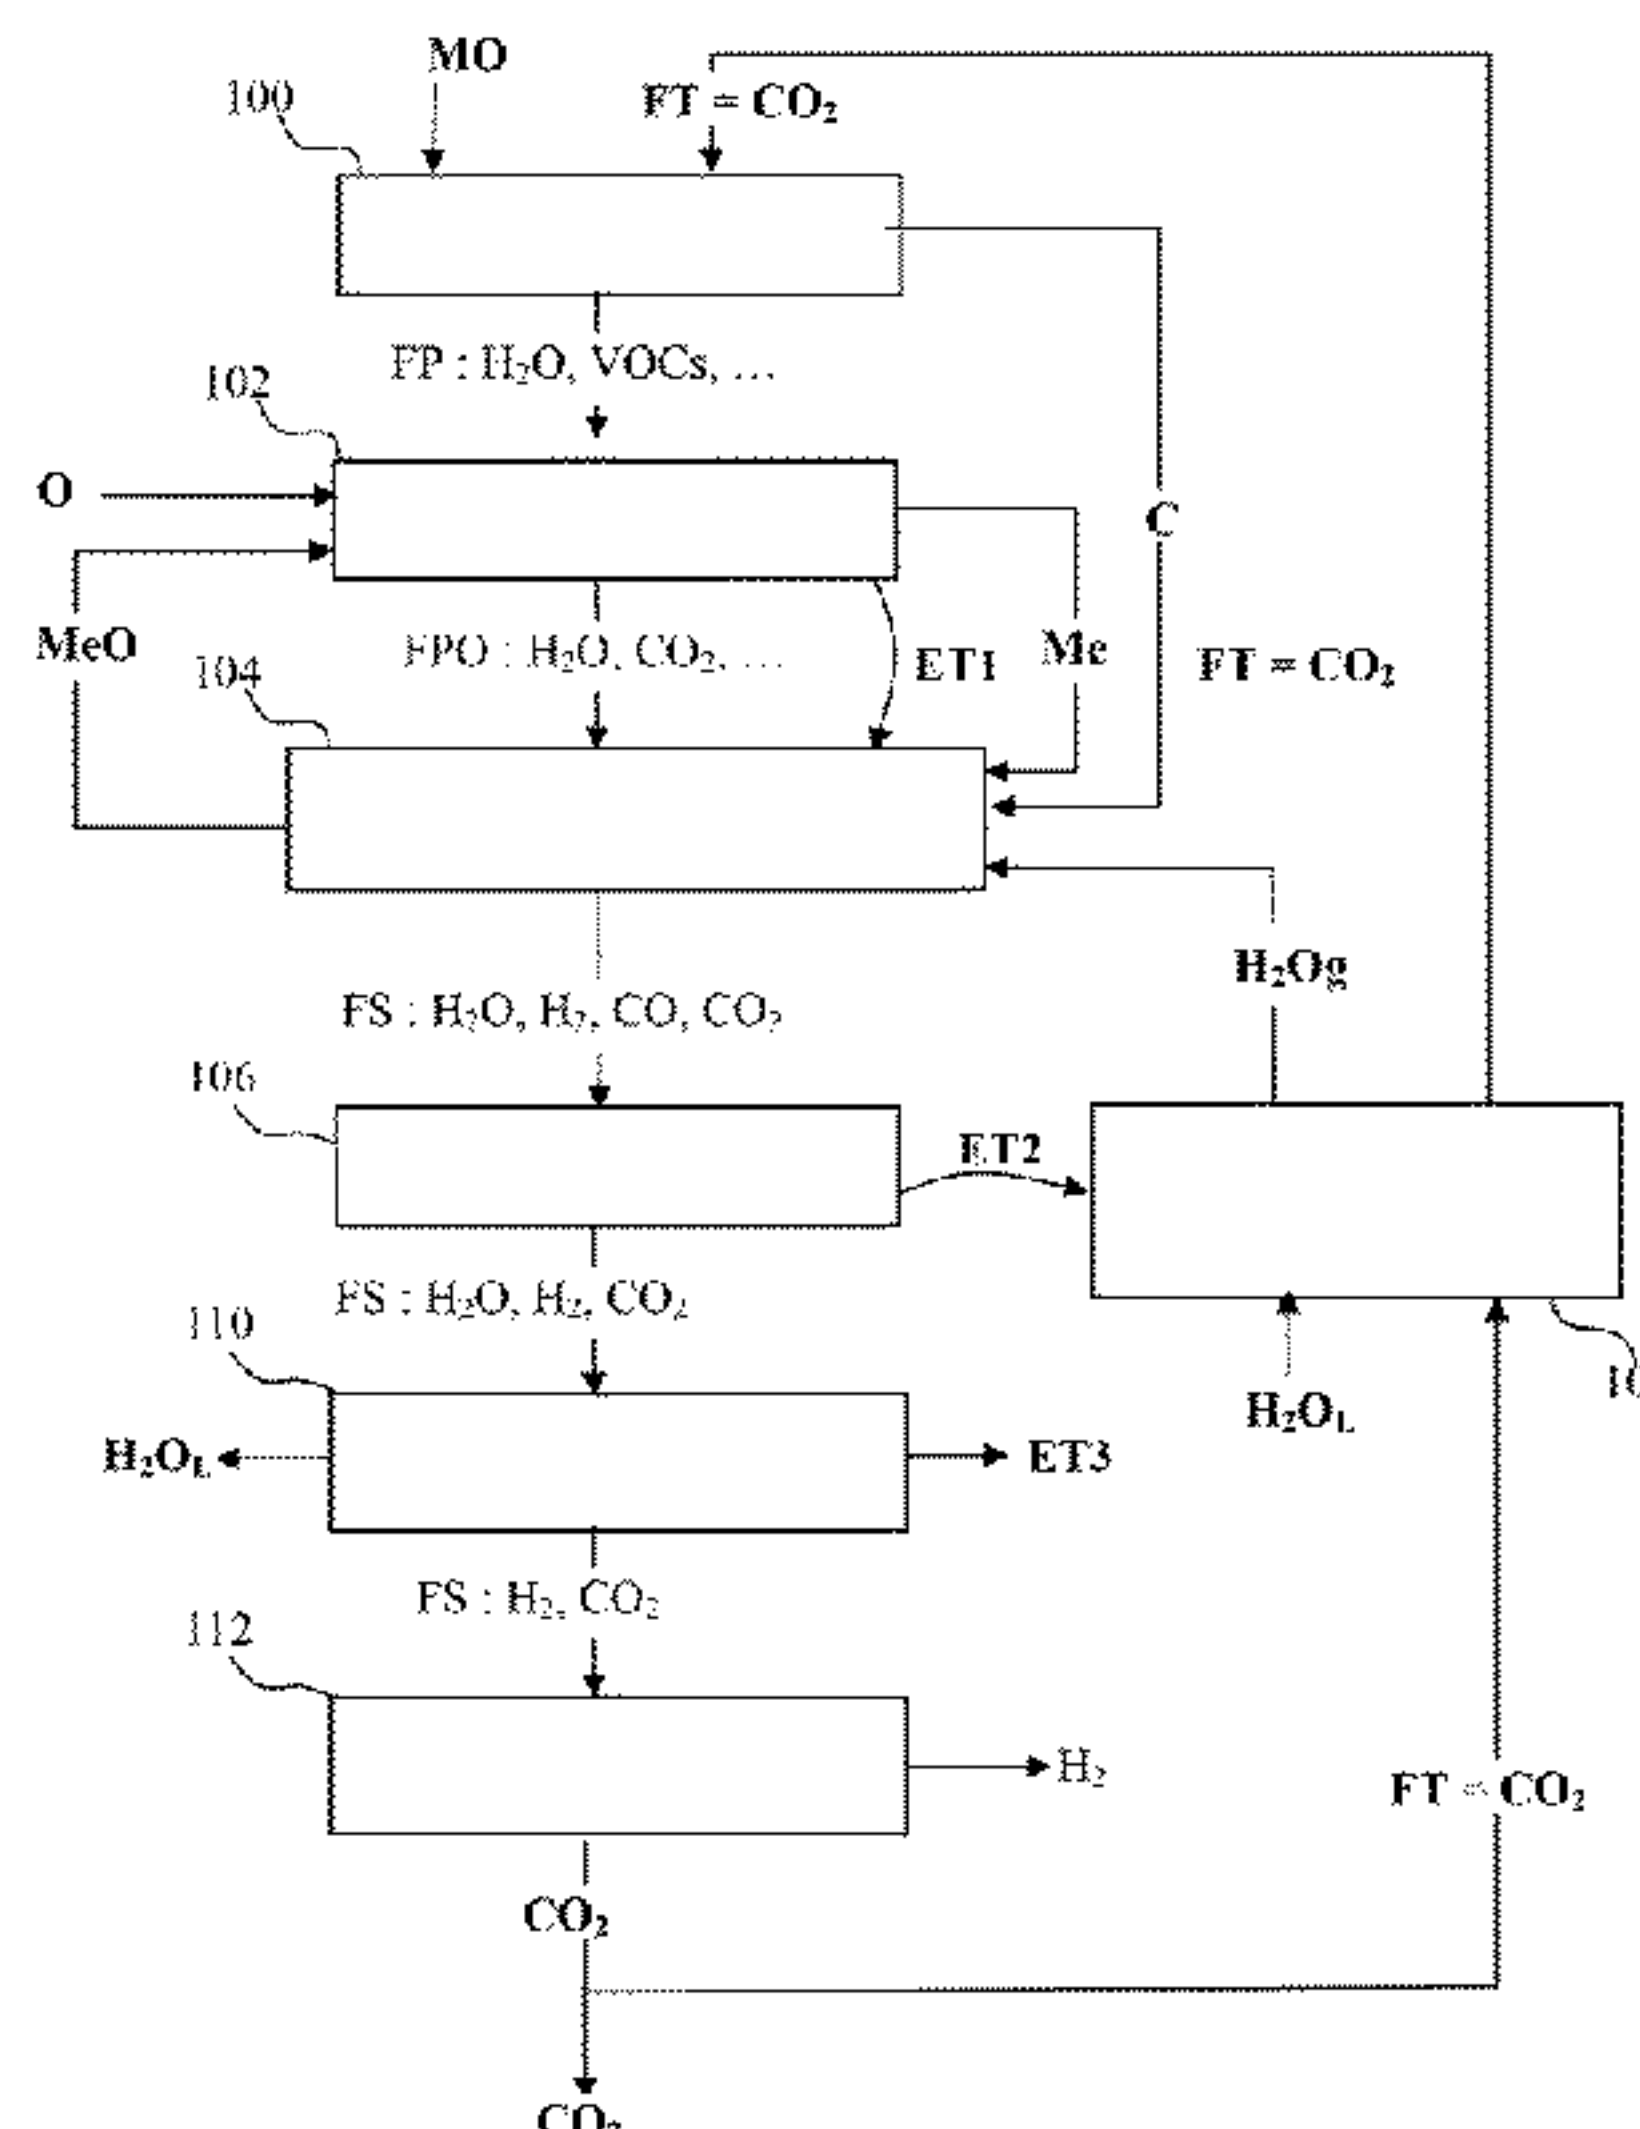 MO
100
FT = CO₂
FP : H₂O, VOCs, ...
102
O
C
MeO
FPO : H₂O, CO₂, ...
ET1
Me
FT = CO₂
104
H₂Og
FS : H₂O, H₂, CO, CO₂
106
ET2
FS : H₂O, H₂, CO₂
110
H₂O_L
H₂O_L
ET3
FS : H₂, CO₂
112
H₂
FT = CO₂
CO₂
CO₂